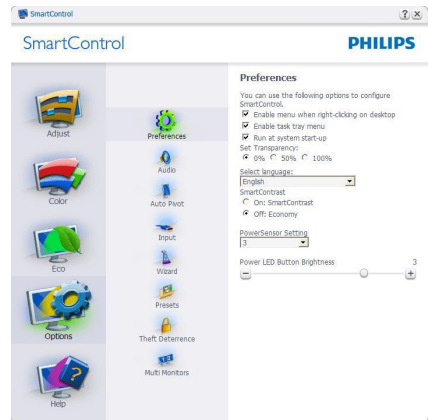 SmartControl
SmartControl
PHILIPS
Adjust
Color
Eco
Options
Help
Preferences
Audio
Auto Pivot
Input
Wizard
Presets
Theft Deterrence
Multi Monitors
Preferences
You can use the following options to configure
SmartControl.
Enable menu when right-clicking on desktop
Enable task tray menu
Run at system start-up
Set Transparency:
0% 50% 100%
Select language:
English
SmartContrast
On: SmartContrast
Off: Economy
PowerSensor Setting
3
Power LED Button Brightness 3